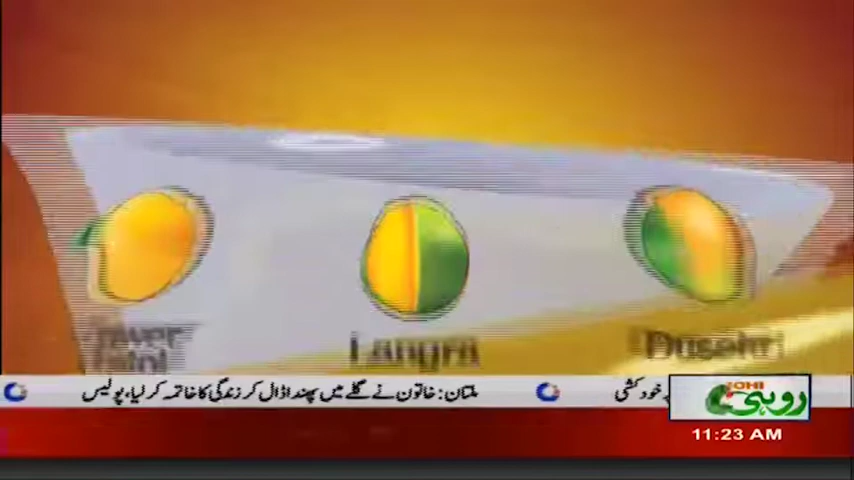 Langra
Dusehri
ملتان: خاتون نے گلے میں پھندا ڈال کر زندگی کا خاتمہ کر لیا، پولیس
خودکشی
ROHI
روہی
11:23 AM